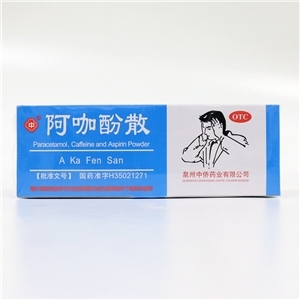 中
阿咖酚散
Paracetamol, Caffeine and Aspirin Powder
A Ka Fen San
【批准文号】 国药准字H35021271
OTC
泉州中侨药业有限公司